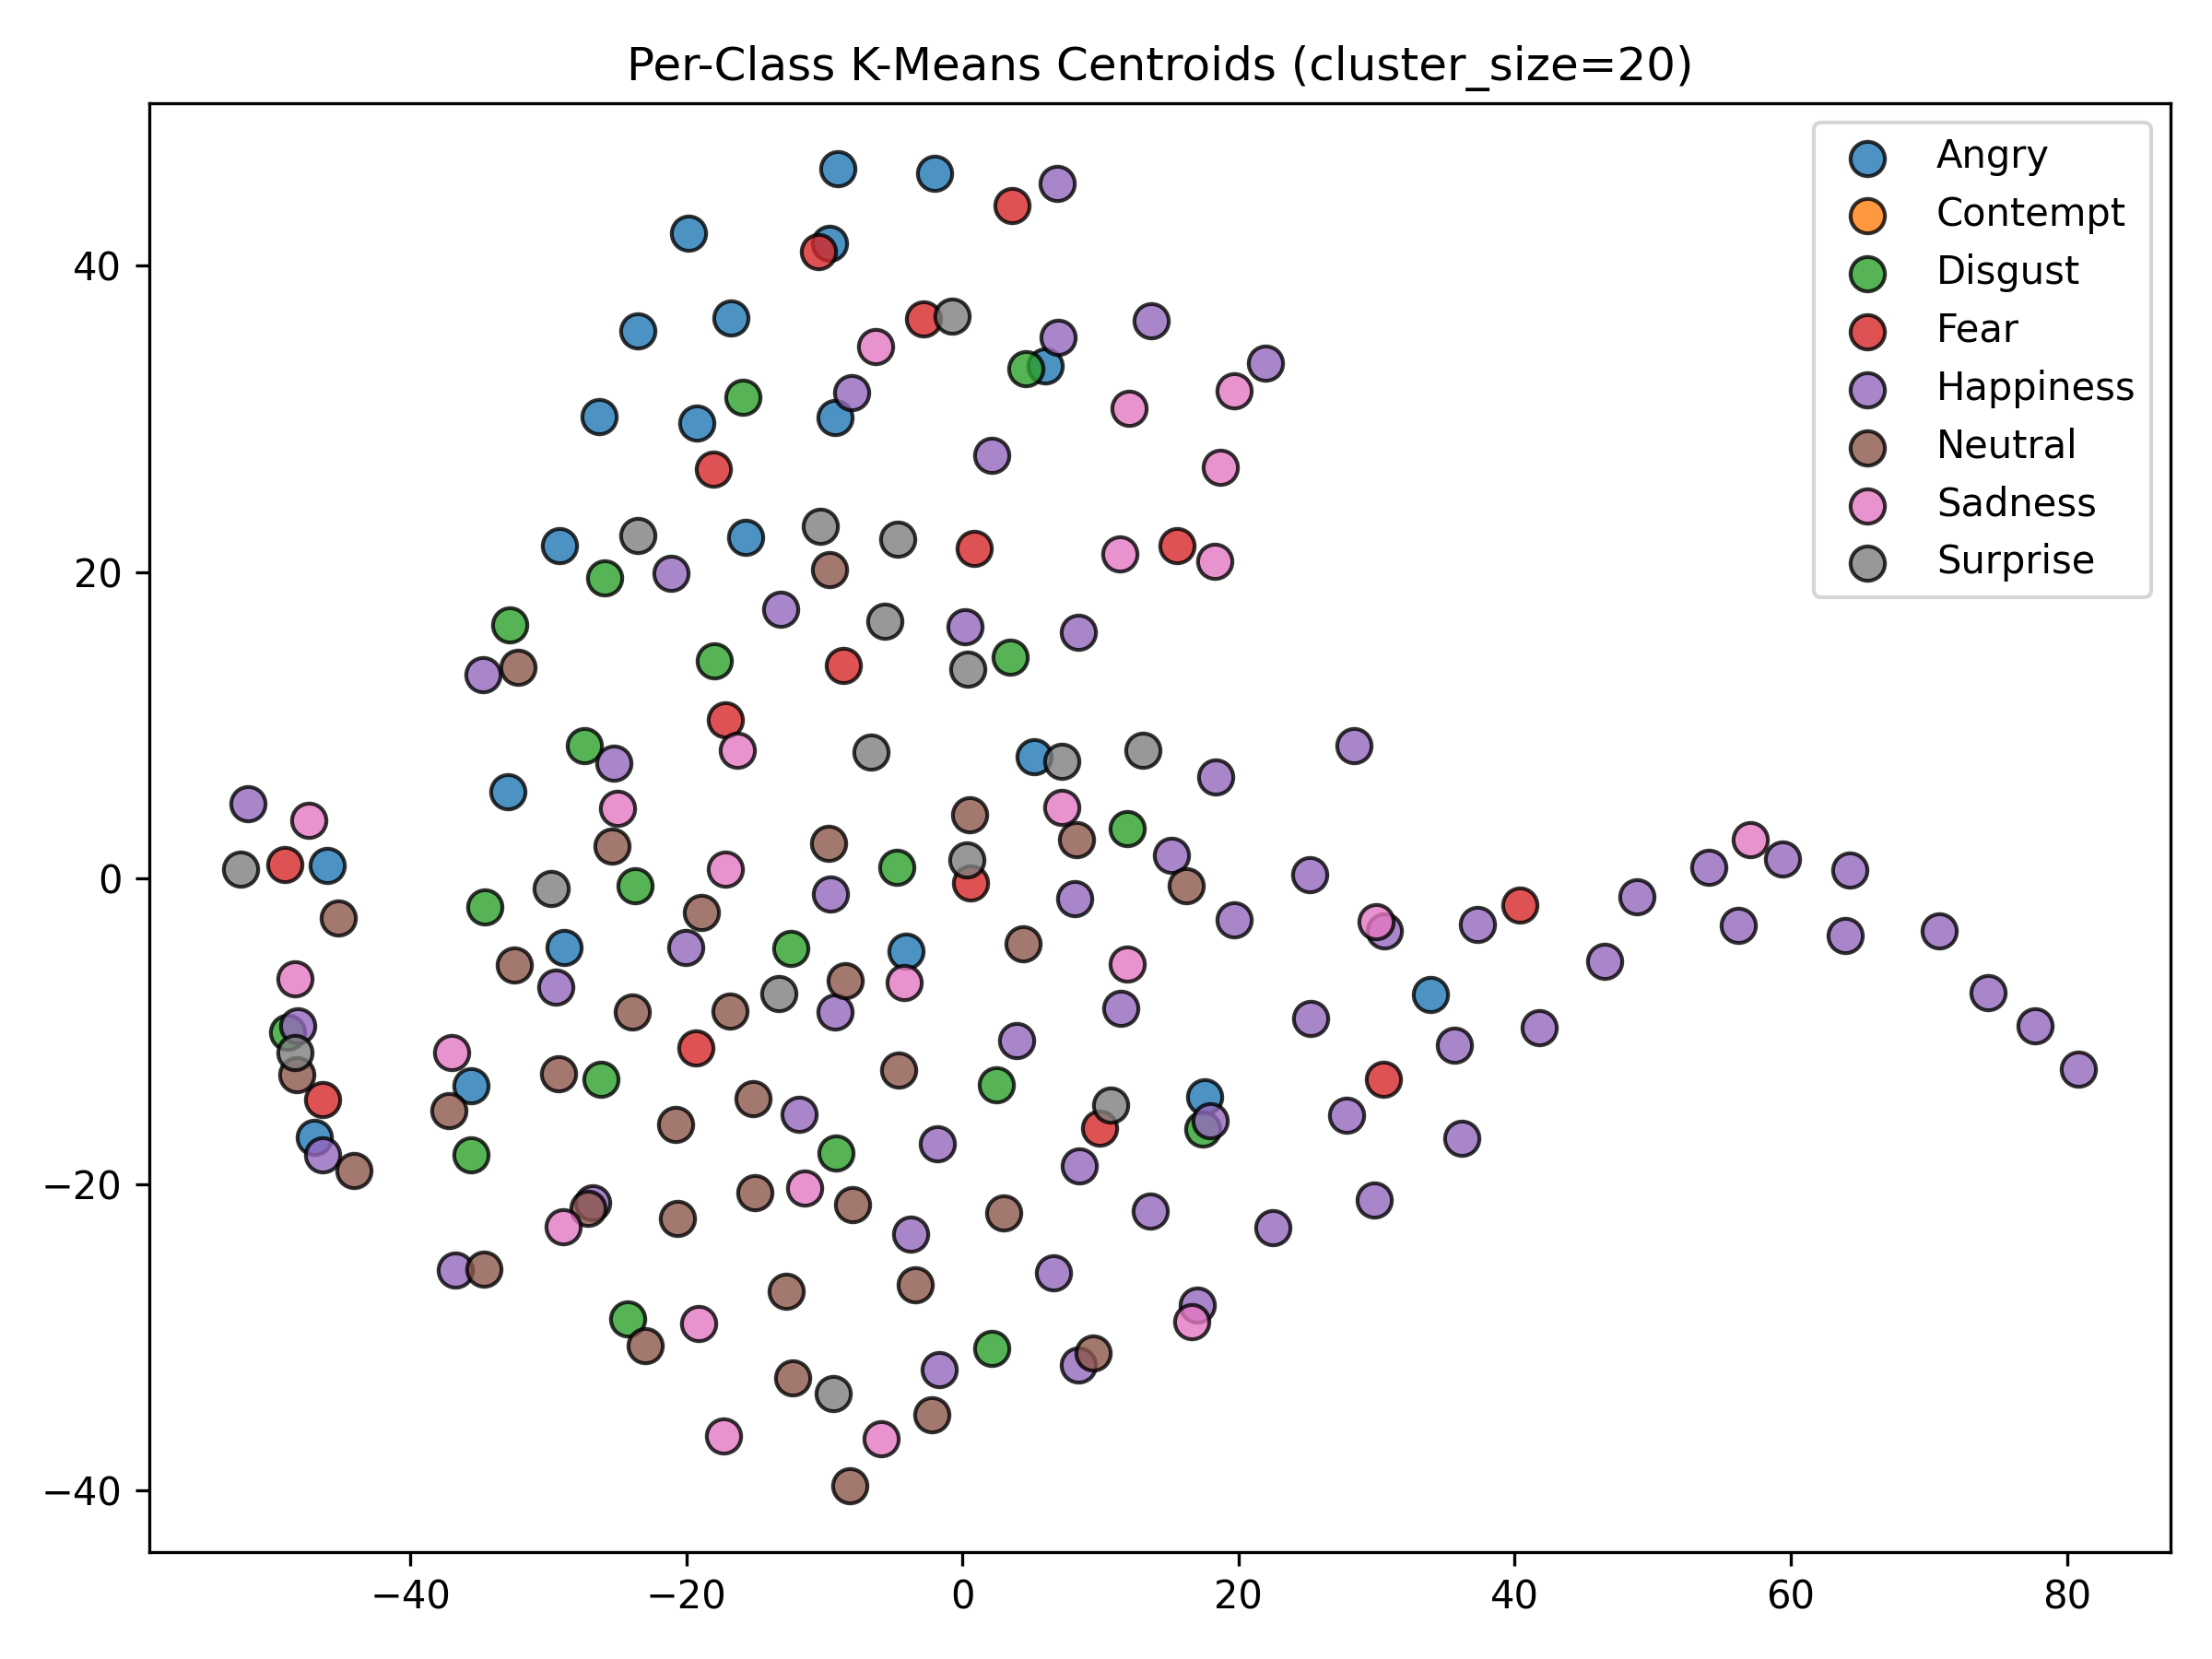 Per-Class K-Means Centroids (cluster_size=20)
Angry
Contempt
Disgust
Fear
Happiness
Neutral
Sadness
Surprise
40
20
0
−20
−40
−40 −20 0 20 40 60 80